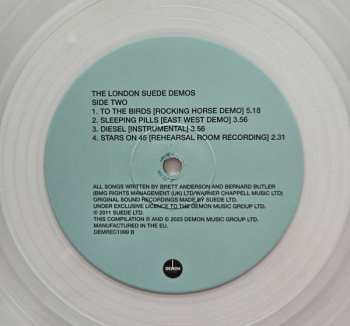 THE LONDON SUEDE DEMOS
SIDE TWO
1. TO THE BIRDS [ROCKING HORSE DEMO] 5.18
2. SLEEPING PILLS [EAST WEST DEMO] 3.56
3. DIESEL [INSTRUMENTAL] 3.56
4. STARS ON 45 [REHEARSAL ROOM RECORDING] 2.31
ALL SONGS WRITTEN BY BRETT ANDERSON AND BERNARD BUTLER
(BMG RIGHTS MANAGEMENT (UK) LTD/WARNER CHAPPELL MUSIC LTD)
ORIGINAL SOUND RECORDINGS MADE BY SUEDE LTD.
UNDER EXCLUSIVE LICENCE TO THE DEMON MUSIC GROUP LTD.
℗ 2011 SUEDE LTD.
THIS COMPILATION ℗ AND © 2023 DEMON MUSIC GROUP LTD.
MANUFACTURED IN THE EU.
DEMREC1199 B
DEMON